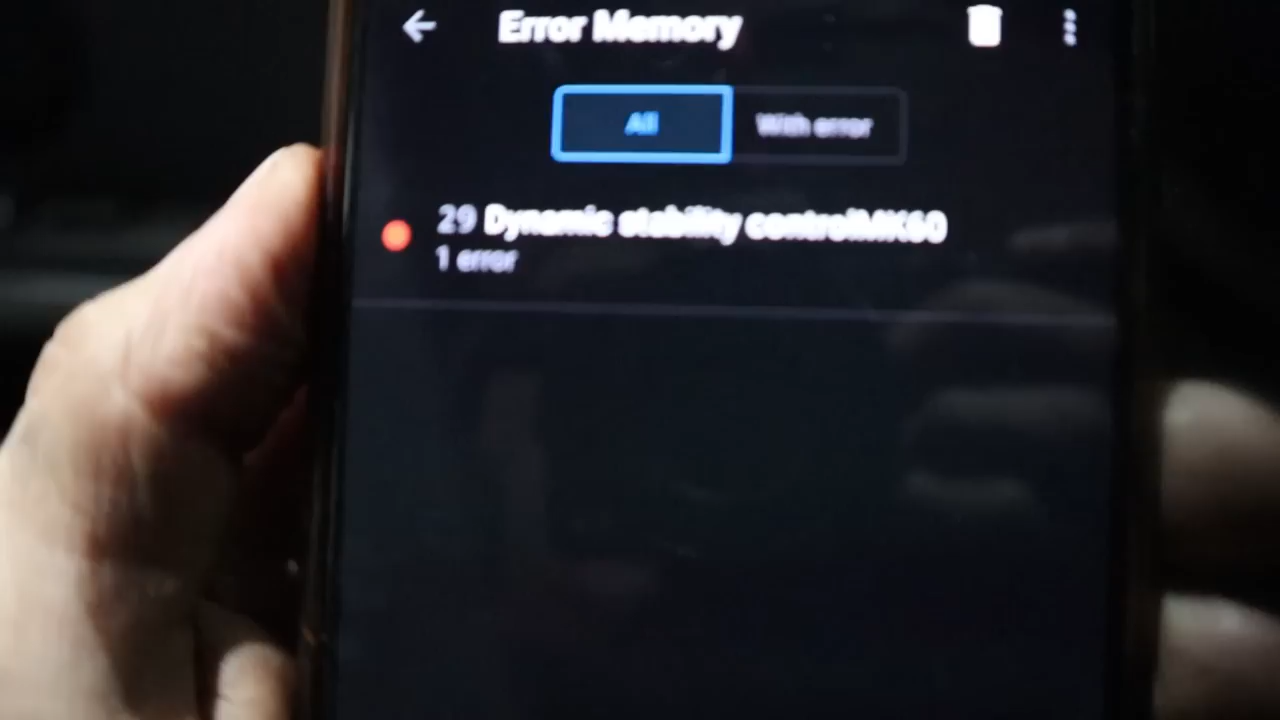 Error Memory
All
With error
29 Dynamic stability controlMK60
1 error